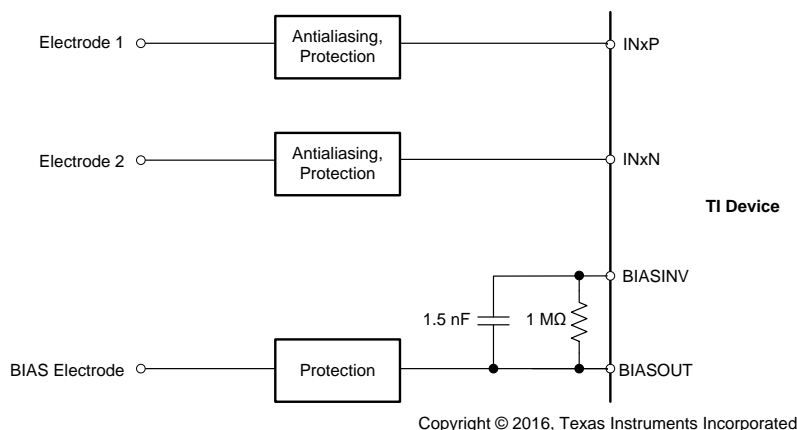 Electrode 1
Antialiasing,
Protection
INxP
Electrode 2
Antialiasing,
Protection
INxN
TI Device
BIASINV
1.5 nF
1 MΩ
BIAS Electrode
Protection
BIASOUT
Copyright © 2016, Texas Instruments Incorporated